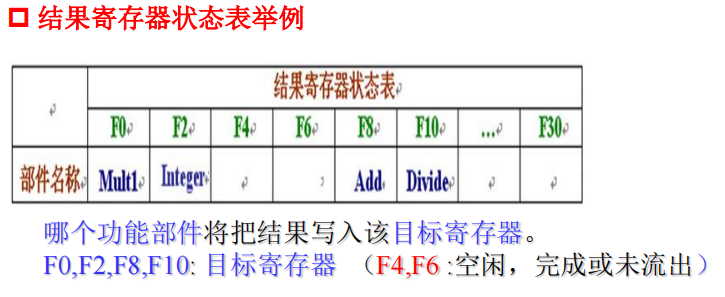 结果寄存器状态表举例
结果寄存器状态表
F0 F2 F4 F6 F8 F10 … F30
部件名称 Mult1 Integer Add Divide
哪个功能部件将把结果写入该目标寄存器。
F0,F2,F8,F10: 目标寄存器 （F4,F6 :空闲，完成或未流出）